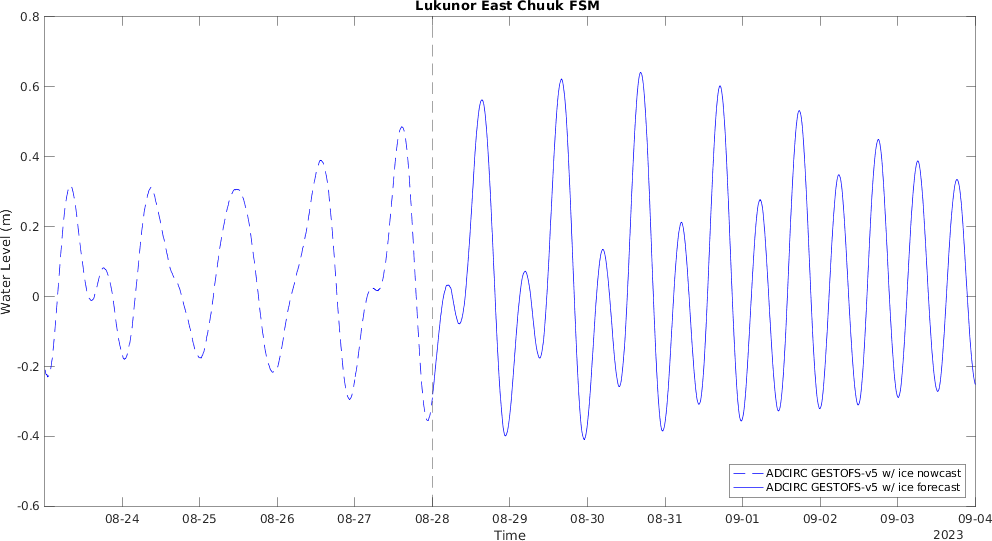 Lukunor East Chuuk FSM
0.8
0.6
0.4
0.2
0
-0.2
-0.4
-0.6
Water Level (m)
ADCIRC GESTOFS-v5 w/ ice nowcast
ADCIRC GESTOFS-v5 w/ ice forecast
08-24 08-25 08-26 08-27 08-28 08-29 08-30 08-31 09-01 09-02 09-03 09-04
Time
2023